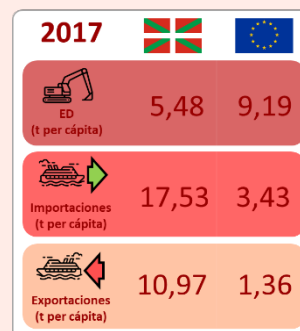 2017
ED
(t per cápita)
5,48 9,19
Importaciones
(t per cápita)
17,53 3,43
Exportaciones
(t per cápita)
10,97 1,36